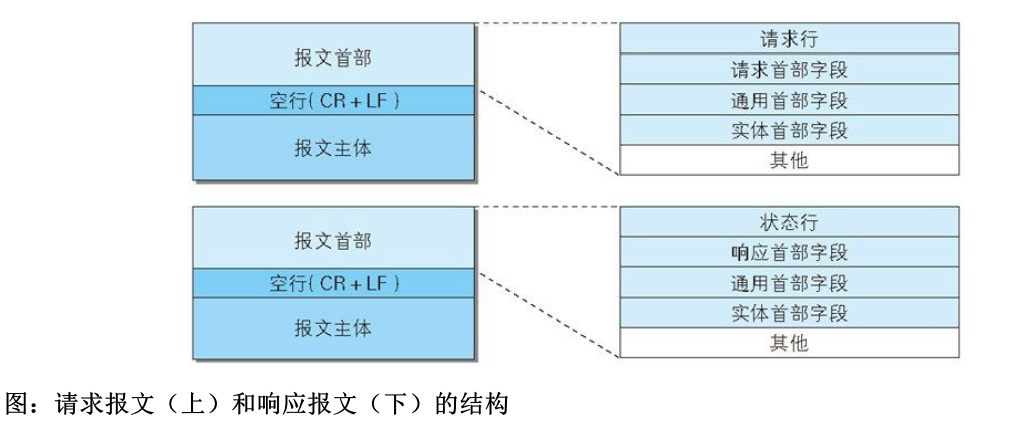 报文首部
空行(CR+LF)
报文主体
请求行
请求首部字段
通用首部字段
实体首部字段
其他
报文首部
空行(CR+LF)
报文主体
状态行
响应首部字段
通用首部字段
实体首部字段
其他
图：请求报文（上）和响应报文（下）的结构